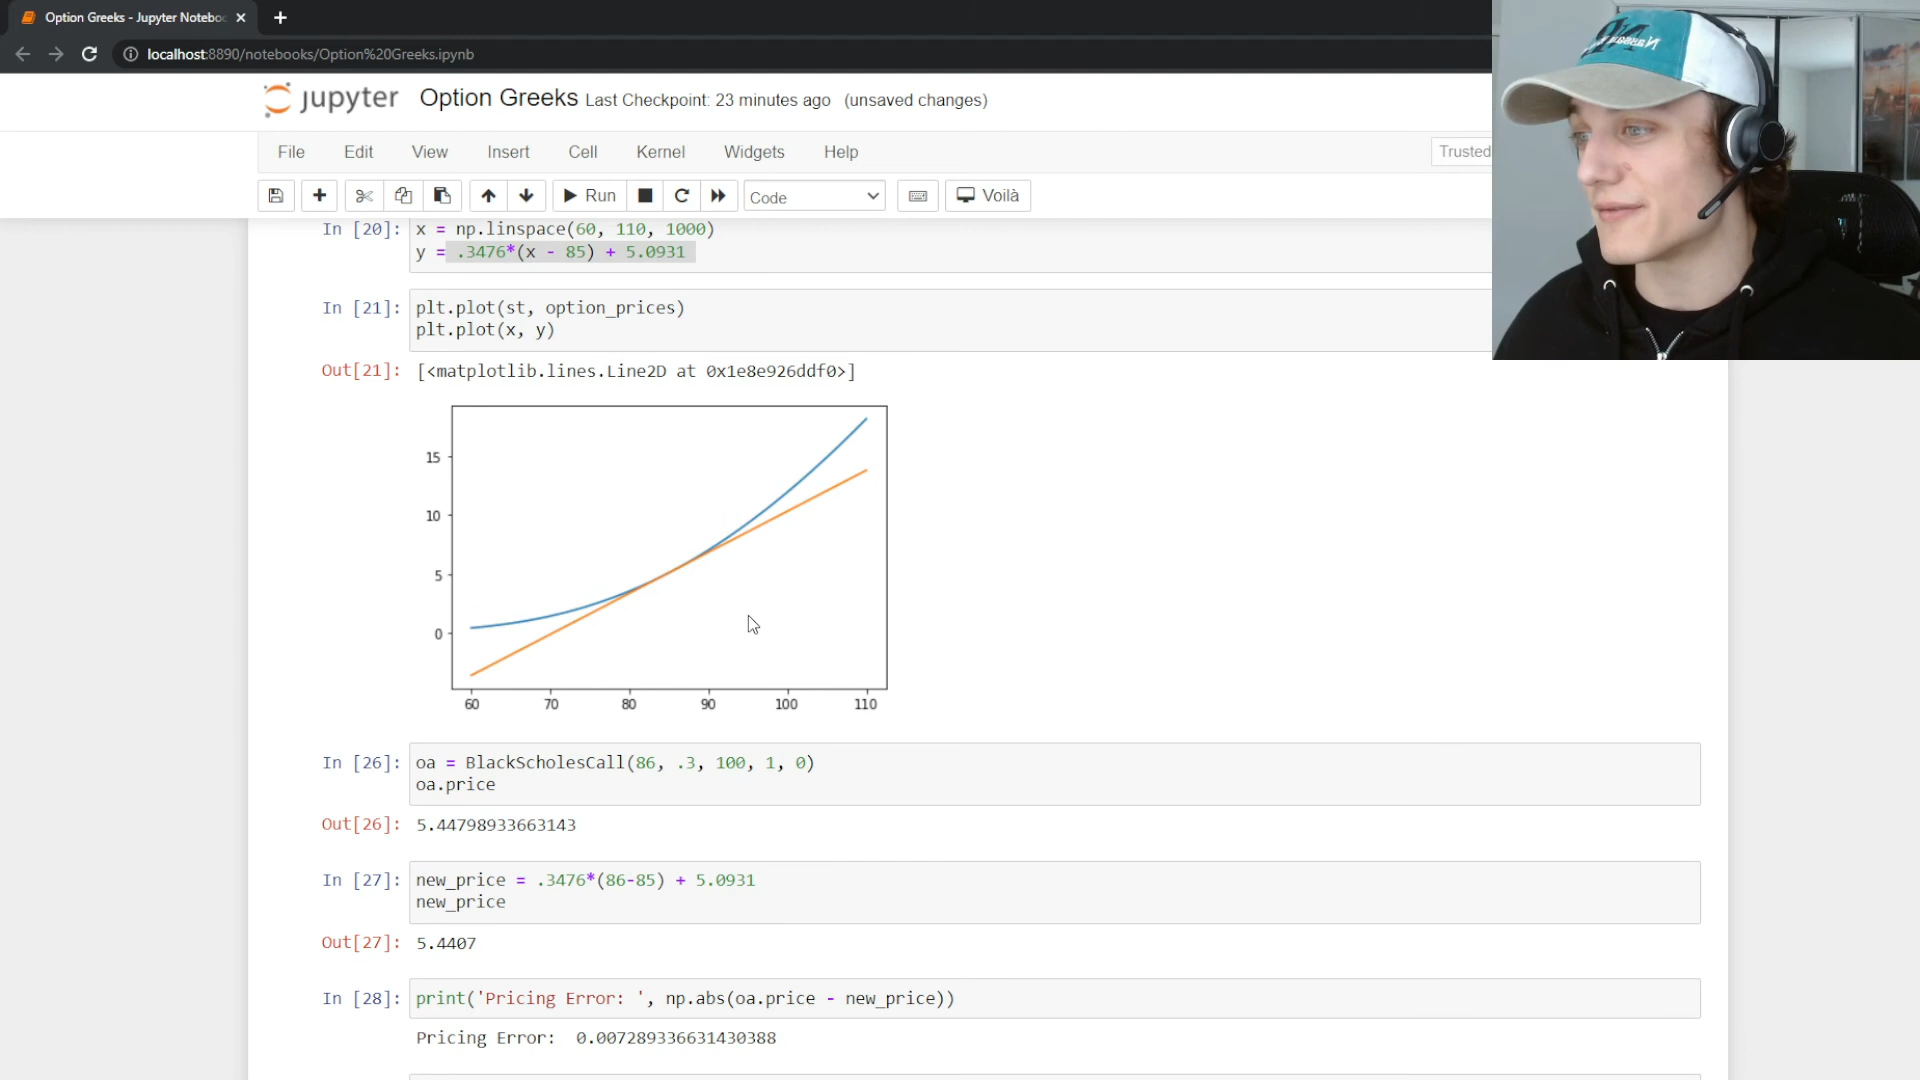 Option Greeks - Jupyter Notebo
localhost:8890/notebooks/Option%20Greeks.ipynb
jupyter Option Greeks Last Checkpoint: 23 minutes ago (unsaved changes)
File Edit View Insert Cell Kernel Widgets Help Trusted
Run Code Voilà
In [20]: x = np.linspace(60, 110, 1000)
y = .3476*(x - 85) + 5.0931
In [21]: plt.plot(st, option_prices)
plt.plot(x, y)
Out[21]: [<matplotlib.lines.Line2D at 0x1e8e926ddf0>]
15
10
5
0
60 70 80 90 100 110
In [26]: oa = BlackScholesCall(86, .3, 100, 1, 0)
oa.price
Out[26]: 5.44798933663143
In [27]: new_price = .3476*(86-85) + 5.0931
new_price
Out[27]: 5.4407
In [28]: print('Pricing Error: ', np.abs(oa.price - new_price))
Pricing Error: 0.007289336631430388